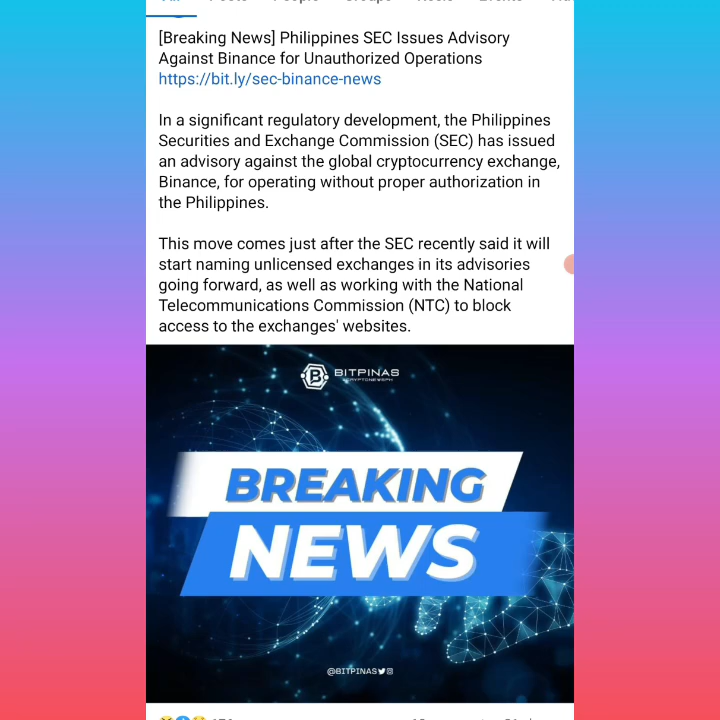 [Breaking News] Philippines SEC Issues Advisory
Against Binance for Unauthorized Operations
https://bit.ly/sec-binance-news
In a significant regulatory development, the Philippines
Securities and Exchange Commission (SEC) has issued
an advisory against the global cryptocurrency exchange,
Binance, for operating without proper authorization in
the Philippines.
This move comes just after the SEC recently said it will
start naming unlicensed exchanges in its advisories
going forward, as well as working with the National
Telecommunications Commission (NTC) to block
access to the exchanges' websites.
BITPINAS
CRYPTONEWSPH
BREAKING
NEWS
@BITPINAS